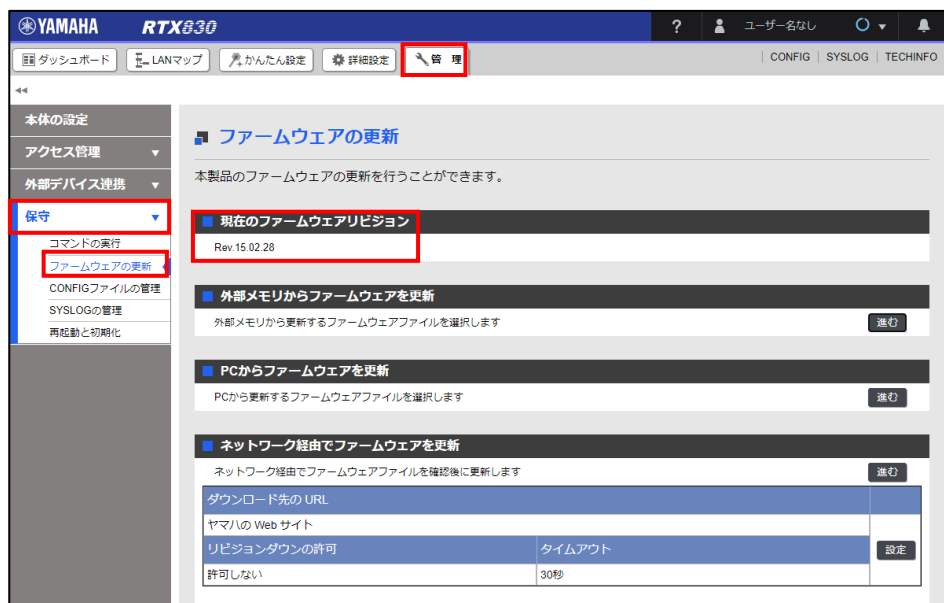 YAMAHA RTX830 ? ユーザー名なし
ダッシュボード LANマップ かんたん設定 詳細設定 管 理 CONFIG SYSLOG TECHINFO
本体の設定
アクセス管理
外部デバイス連携
保守
コマンドの実行
ファームウェアの更新
CONFIGファイルの管理
SYSLOGの管理
再起動と初期化
ファームウェアの更新
本製品のファームウェアの更新を行うことができます。
現在のファームウェアリビジョン
Rev.15.02.28
外部メモリからファームウェアを更新
外部メモリから更新するファームウェアファイルを選択します 進む
PCからファームウェアを更新
PCから更新するファームウェアファイルを選択します 進む
ネットワーク経由でファームウェアを更新
ネットワーク経由でファームウェアファイルを確認後に更新します 進む
ダウンロード先の URL
ヤマハの Web サイト
リビジョンダウンの許可 タイムアウト 設定
許可しない 30秒